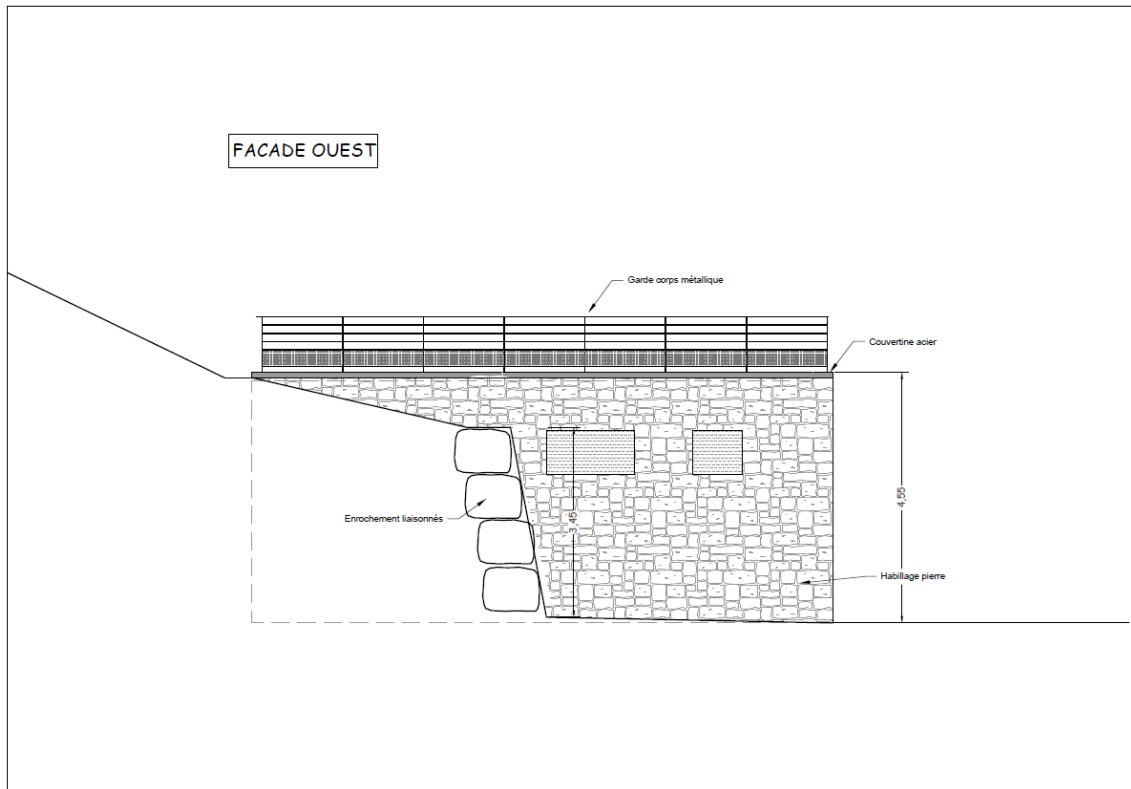 FACADE OUEST
Garde corps métallique
Couvertine acier
Enrochement liaisonnés
3,45
4,55
Habillage pierre